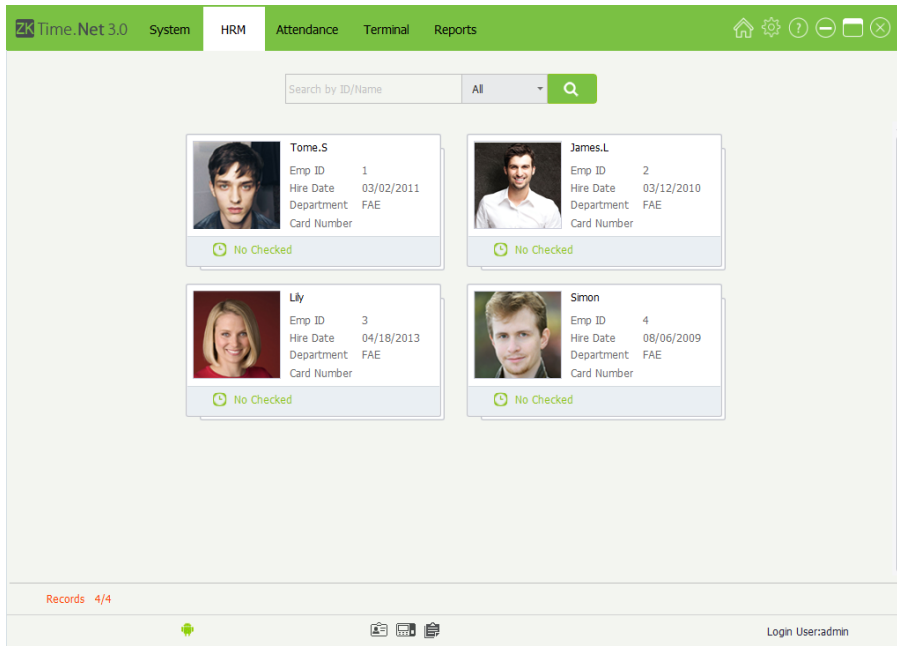 ZK Time.Net 3.0 System HRM Attendance Terminal Reports
Search by ID/Name All
Tome.S
Emp ID 1
Hire Date 03/02/2011
Department FAE
Card Number
No Checked
James.L
Emp ID 2
Hire Date 03/12/2010
Department FAE
Card Number
No Checked
Lily
Emp ID 3
Hire Date 04/18/2013
Department FAE
Card Number
No Checked
Simon
Emp ID 4
Hire Date 08/06/2009
Department FAE
Card Number
No Checked
Records 4/4
Login User:admin